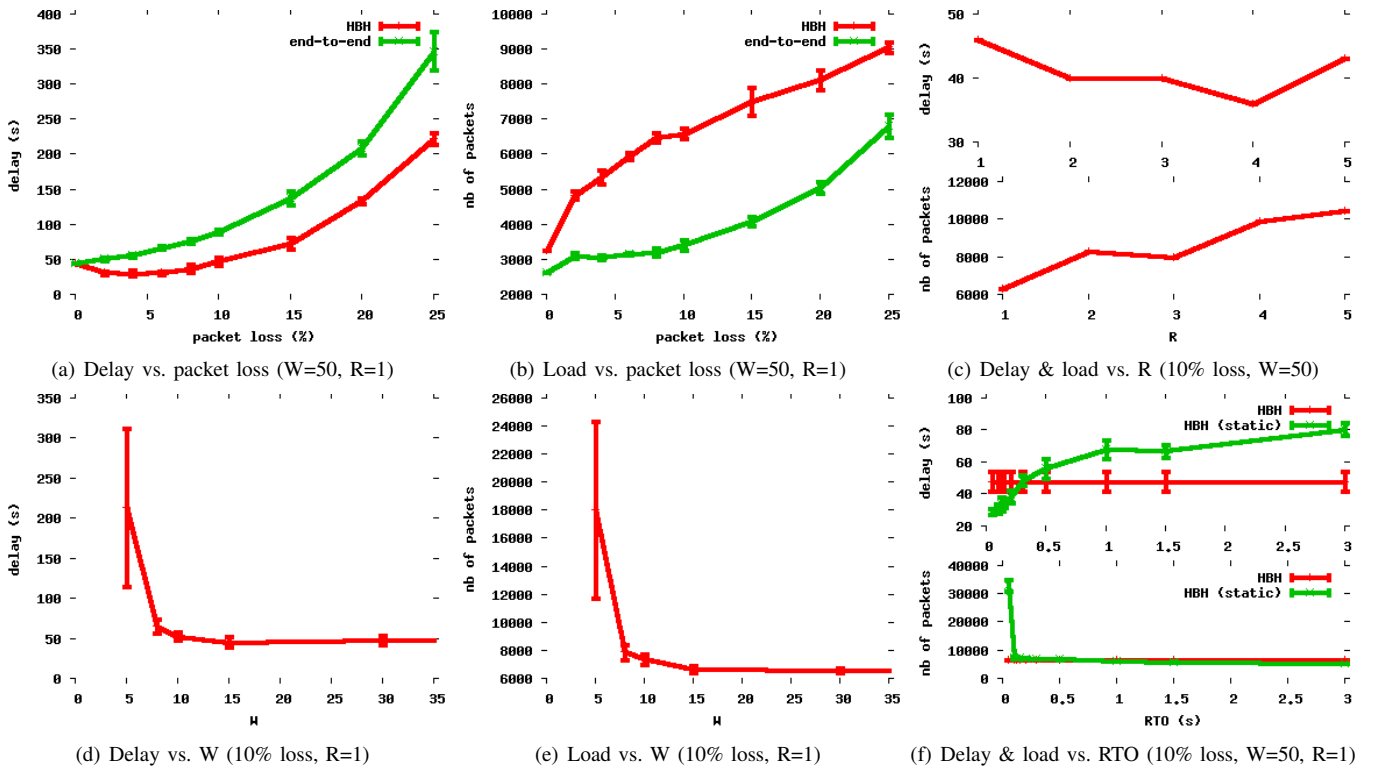 400
350
300
250
200
150
100
50
0
delay (s)
HBH
end-to-end
0 5 10 15 20 25
packet loss (%)
(a) Delay vs. packet loss (W=50, R=1)
10000
9000
8000
7000
6000
5000
4000
3000
2000
nb of packets
HBH
end-to-end
0 5 10 15 20 25
packet loss (%)
(b) Load vs. packet loss (W=50, R=1)
50
40
30
delay (s)
1 2 3 4 5
12000
10000
8000
6000
nb of packets
1 2 3 4 5
R
(c) Delay & load vs. R (10% loss, W=50)
350
300
250
200
150
100
50
0
delay (s)
0 5 10 15 20 25 30 35
W
(d) Delay vs. W (10% loss, R=1)
26000
24000
22000
20000
18000
16000
14000
12000
10000
8000
6000
nb of packets
0 5 10 15 20 25 30 35
W
(e) Load vs. W (10% loss, R=1)
100
80
60
40
20
delay (s)
HBH
HBH (static)
0 0.5 1 1.5 2 2.5 3
40000
30000
20000
10000
0
nb of packets
HBH
HBH (static)
0 0.5 1 1.5 2 2.5 3
RTO (s)
(f) Delay & load vs. RTO (10% loss, W=50, R=1)